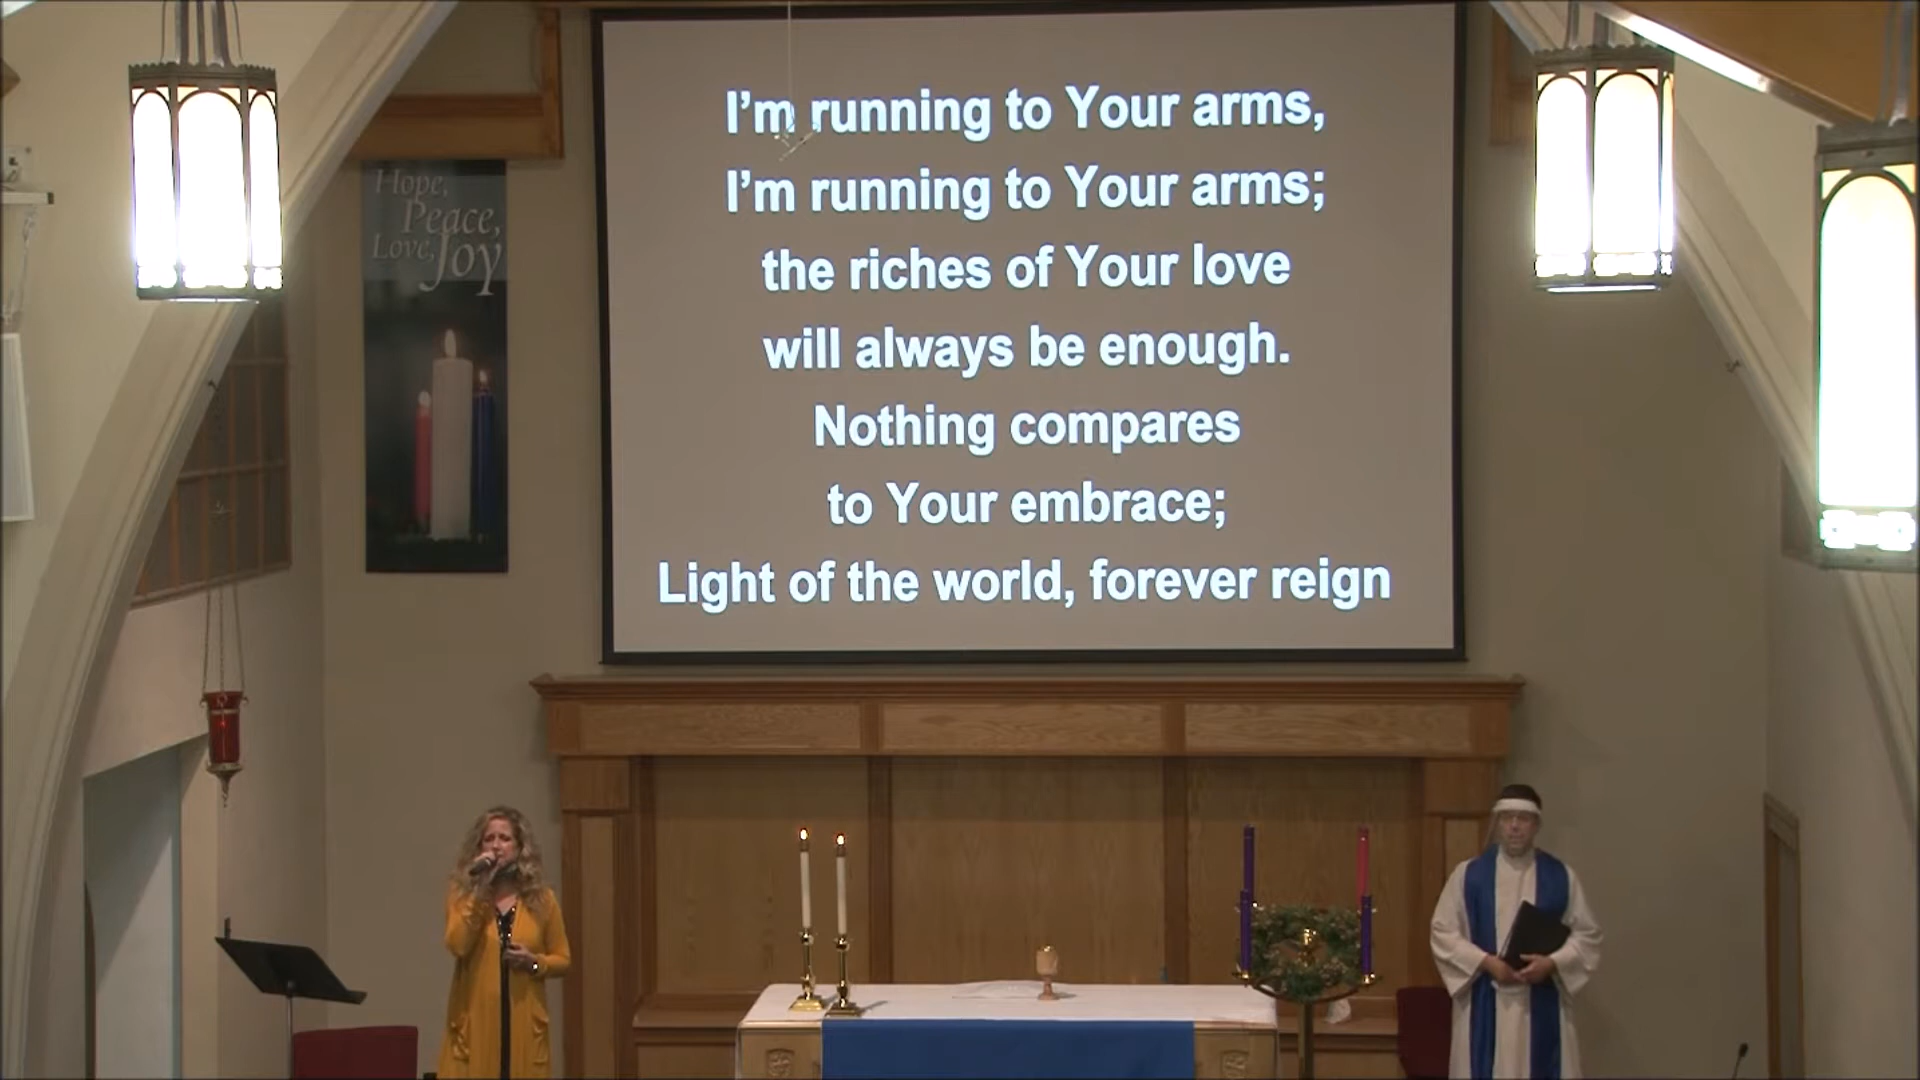 Hope,
Peace,
Love,
Joy
I'm running to Your arms,
I'm running to Your arms;
the riches of Your love
will always be enough.
Nothing compares
to Your embrace;
Light of the world, forever reign